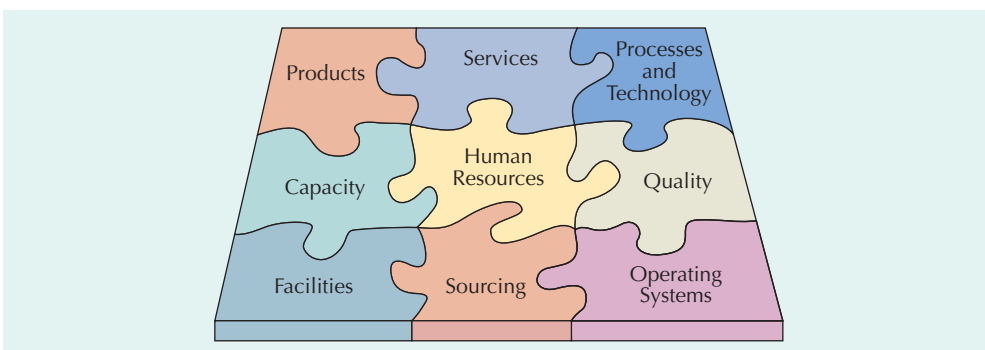 Products
Services
Processes
and
Technology
Capacity
Human
Resources
Quality
Facilities
Sourcing
Operating
Systems